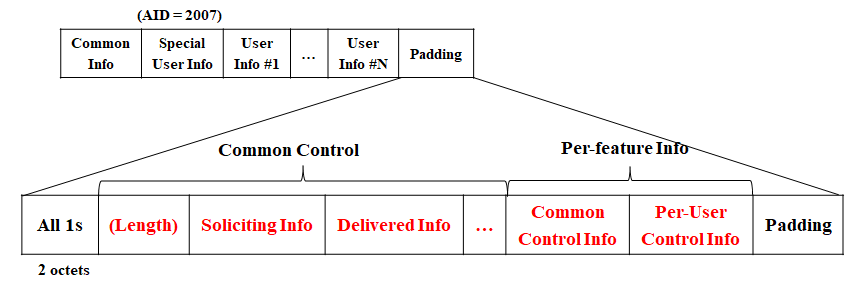 (AID = 2007)
Common Info
Special User Info
User Info #1
...
User Info #N
Padding
Common Control
Per-feature Info
All 1s
(Length)
Soliciting Info
Delivered Info
...
Common Control Info
Per-User Control Info
Padding
2 octets